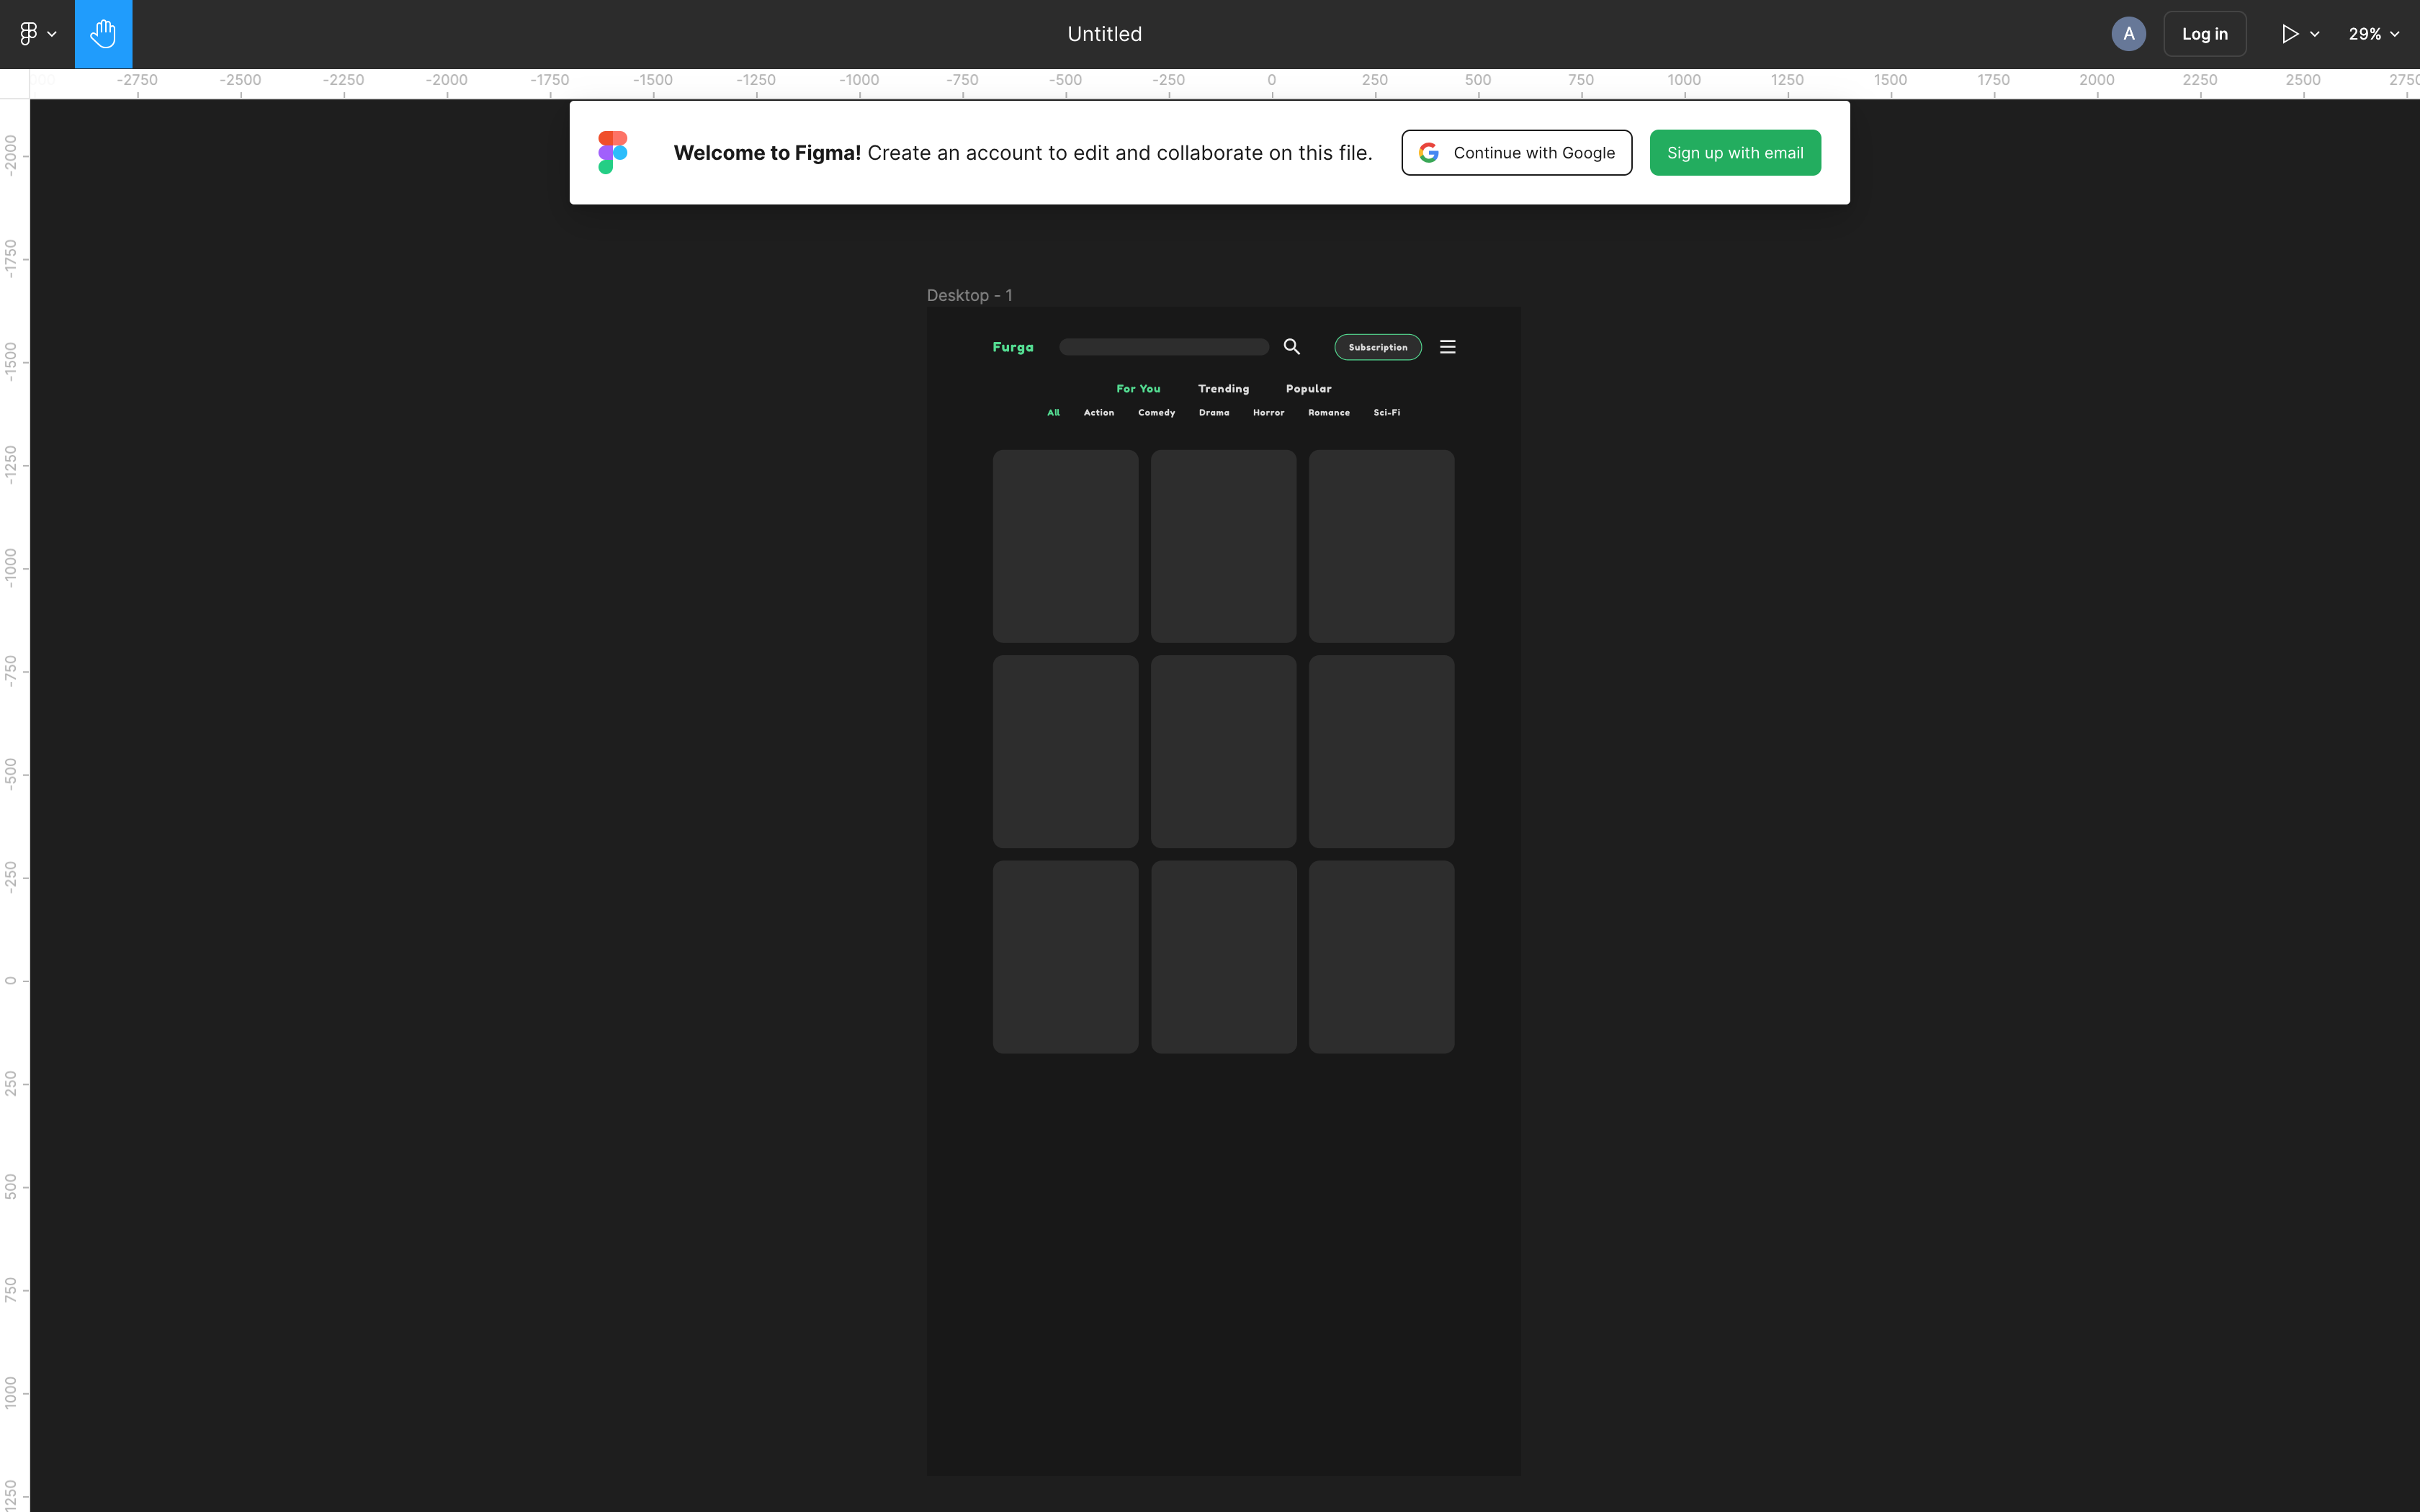 Untitled
A
Log in
29%
-2750 -2500 -2250 -2000 -1750 -1500 -1250 -1000 -750 -500 -250 0 250 500 750 1000 1250 1500 1750 2000 2250 2500
Welcome to Figma! Create an account to edit and collaborate on this file.
Continue with Google
Sign up with email
-2000
-1750
-1500
-1250
-1000
-750
-500
-250
0
250
500
750
1000
1250
Desktop - 1
Furga
Subscription
For You Trending Popular
All Action Comedy Drama Horror Romance Sci-Fi